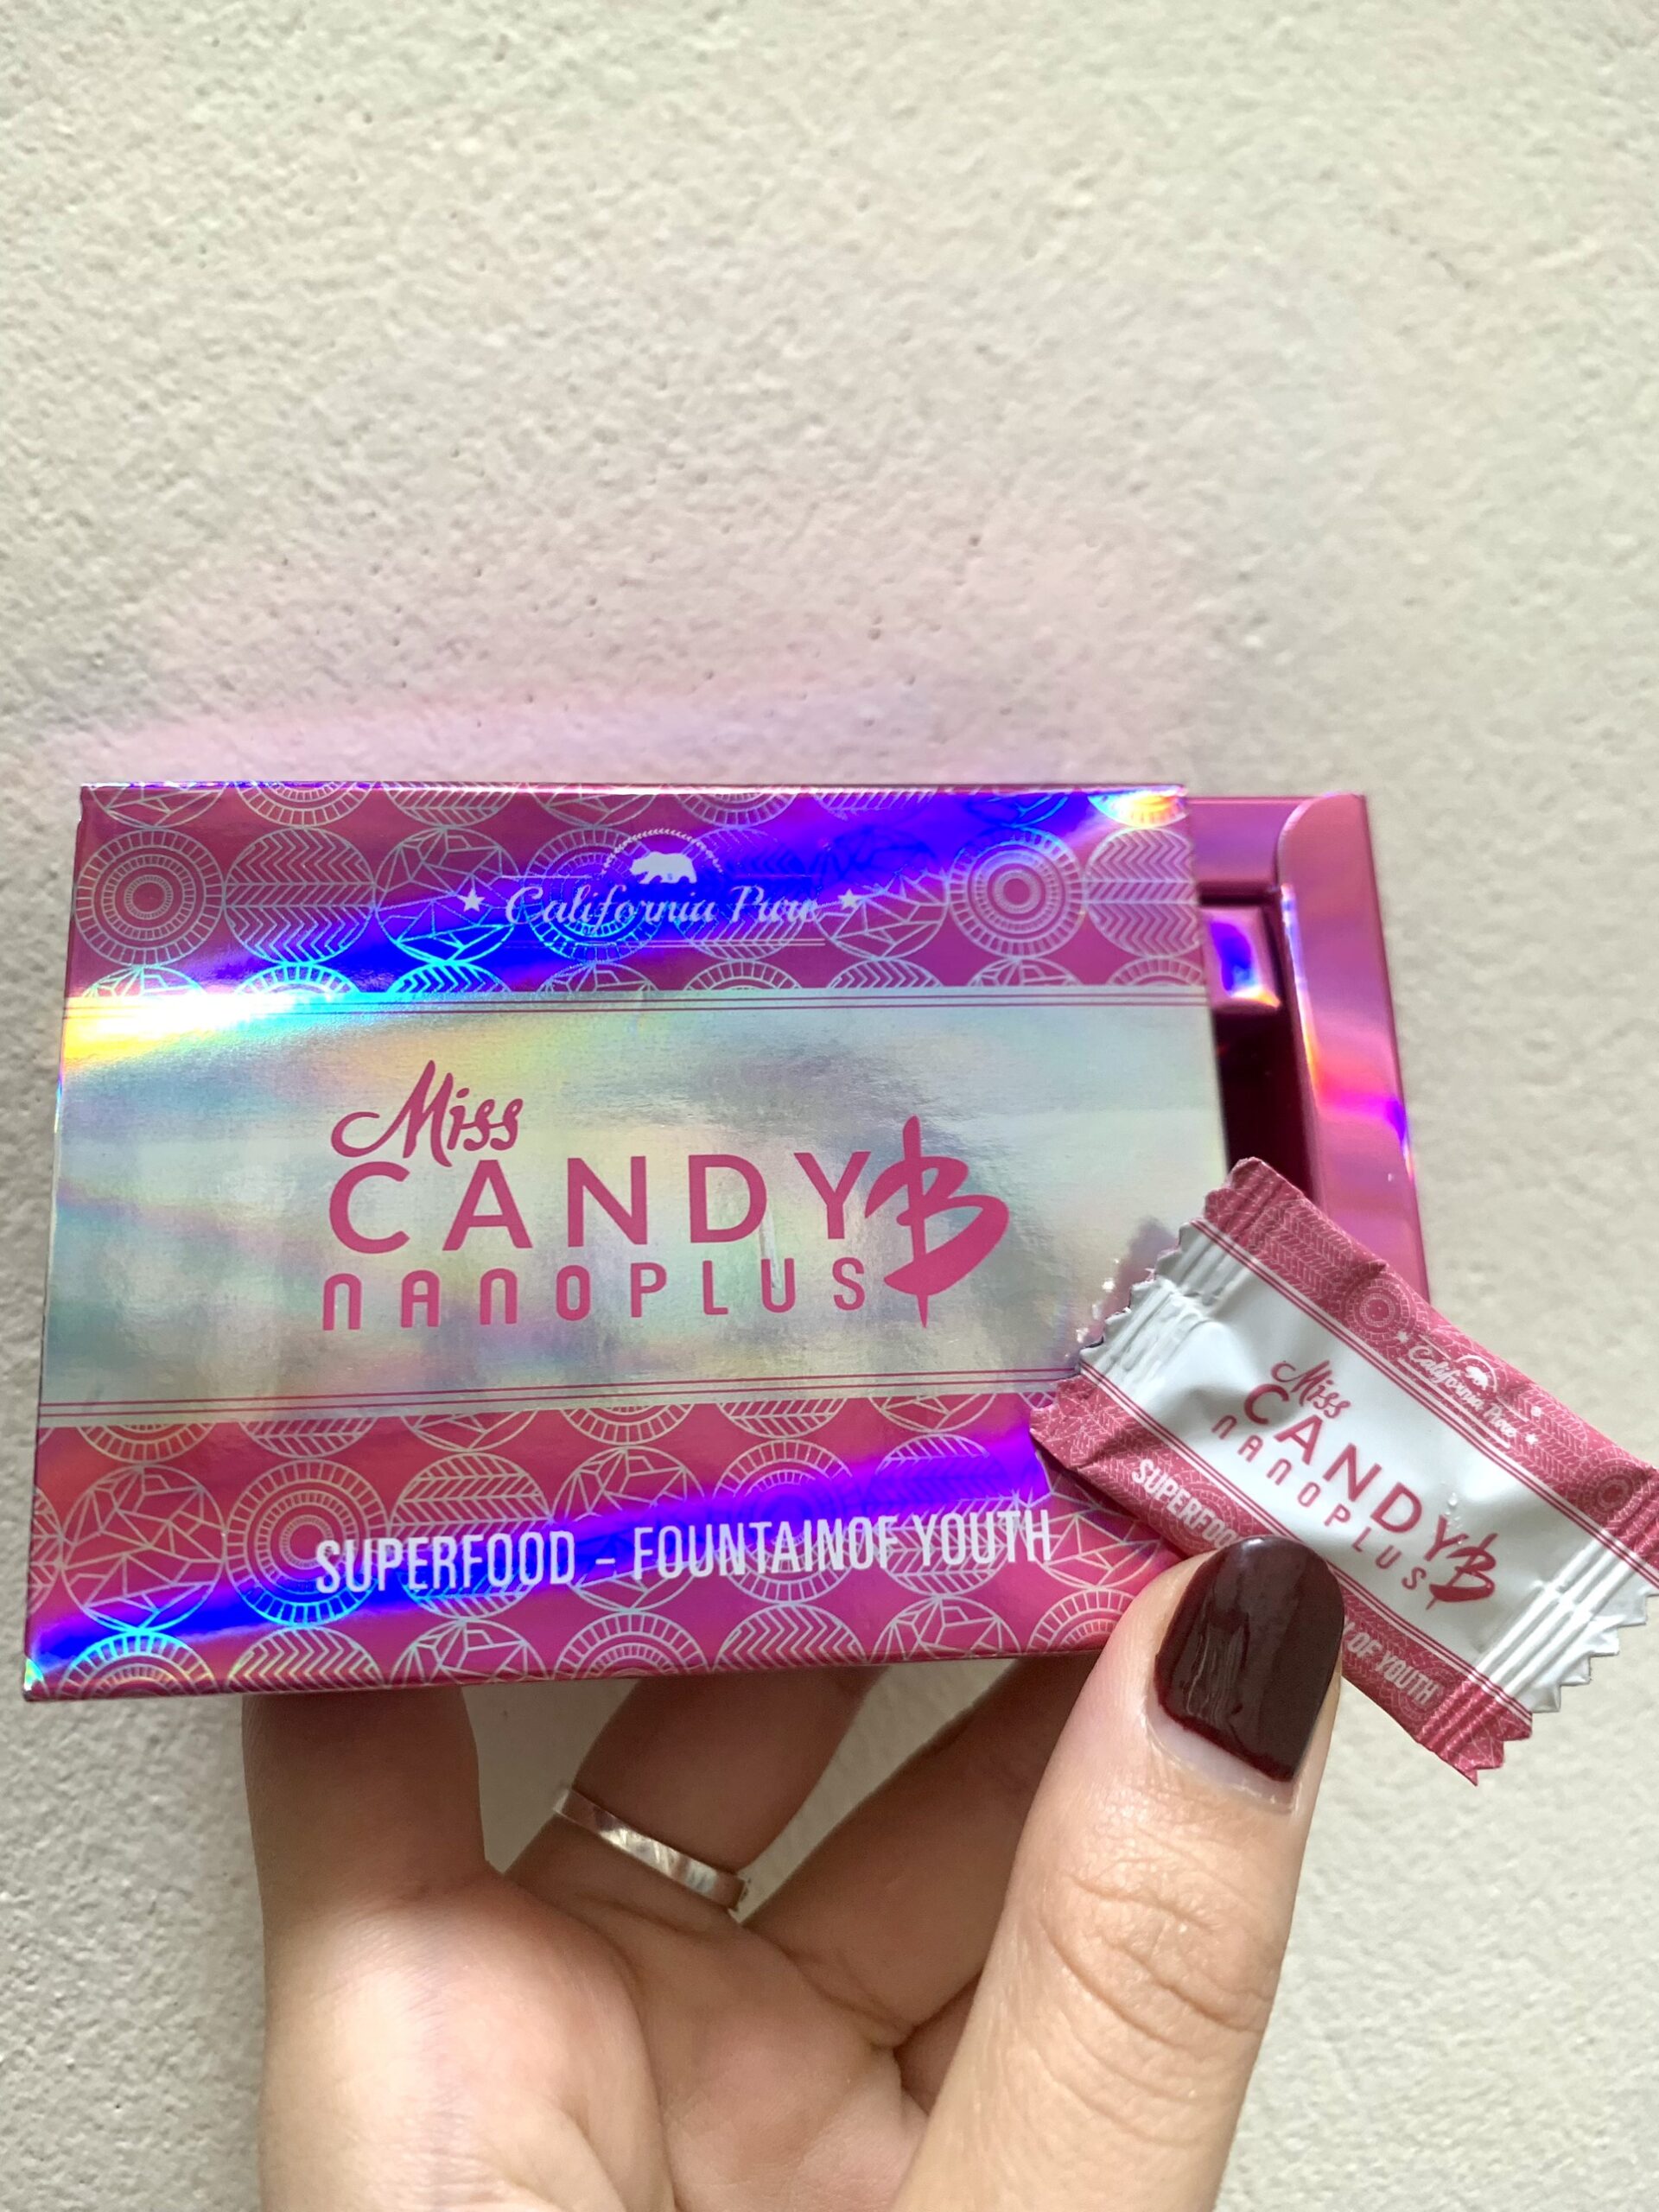 California Pure
Miss
CANDY B
NANOPLUS
SUPERFOOD - FOUNTAINOF YOUTH
California Pure
Miss
CANDY B
NANOPLUS
OF YOUTH